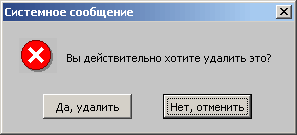 Системное сообщение
Вы действительно хотите удалить это?
Да, удалить
Нет, отменить